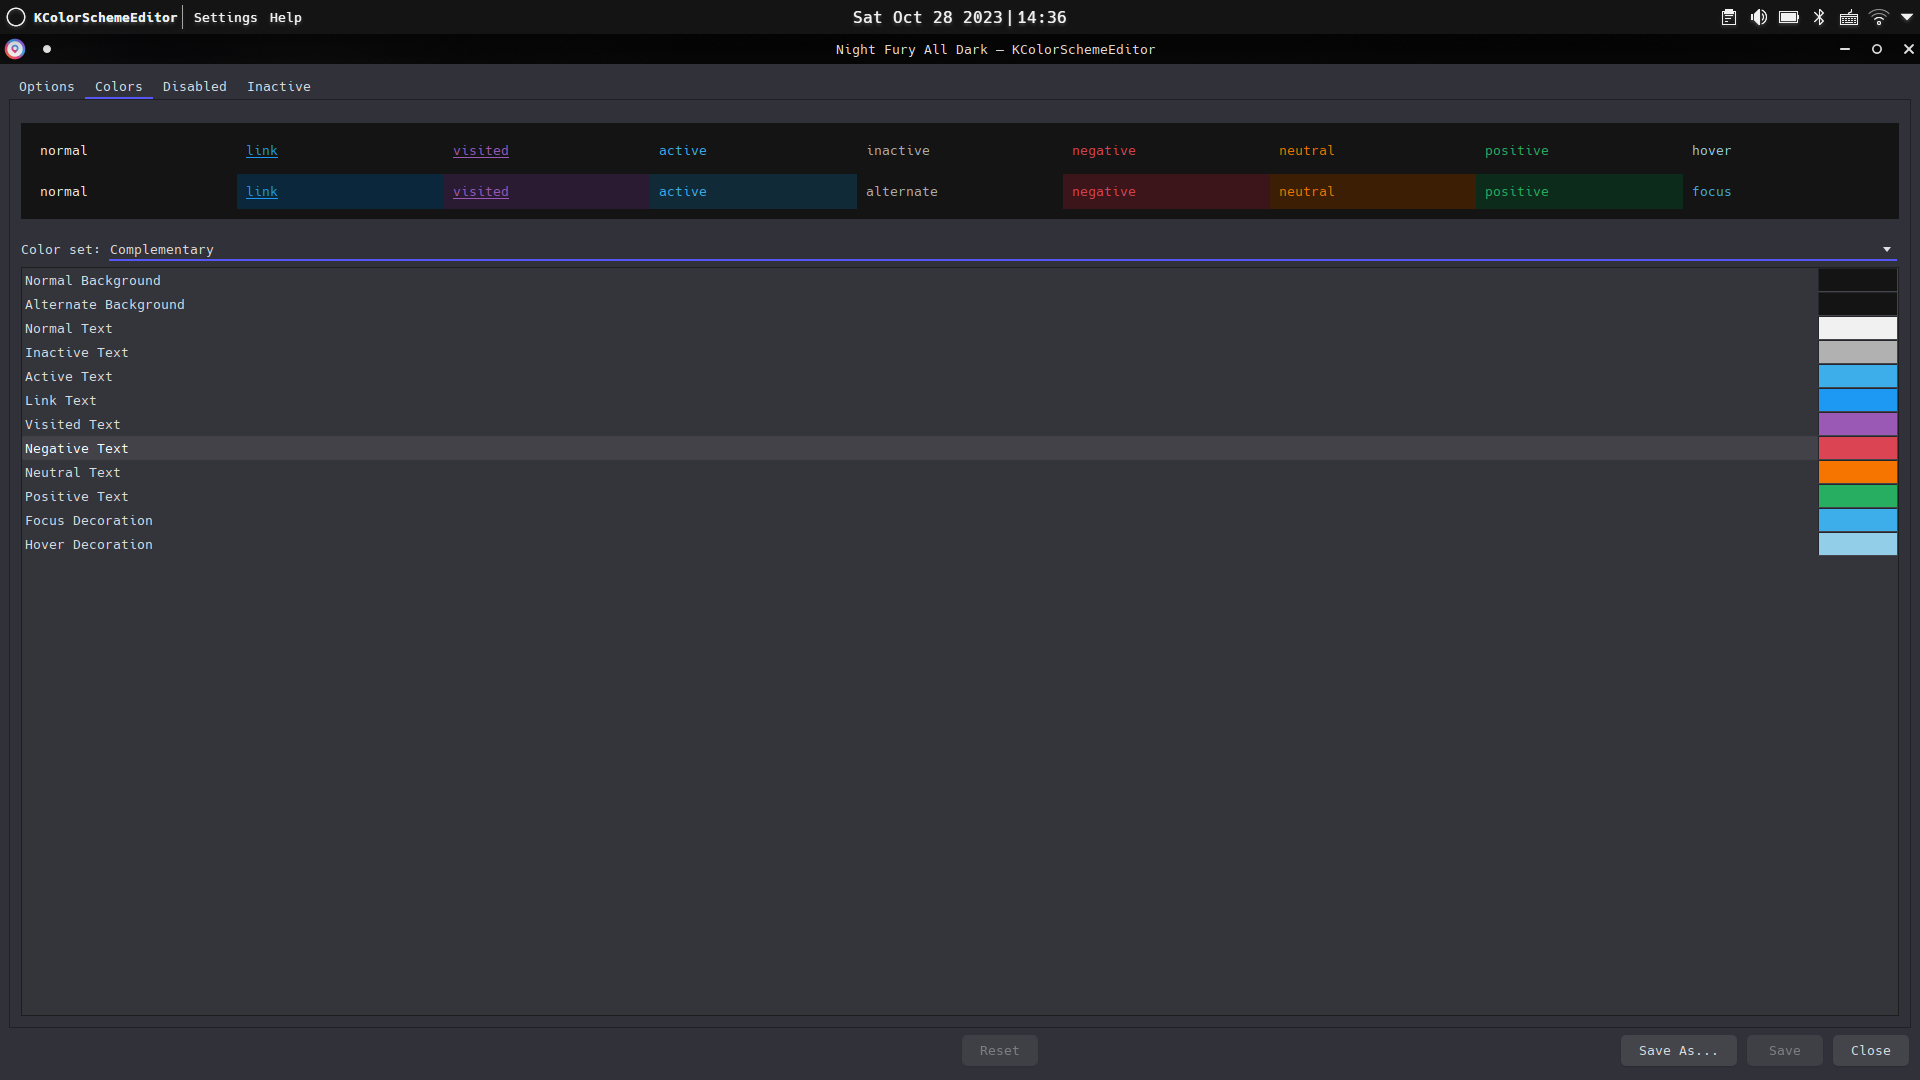 KColorSchemeEditor Settings Help Sat Oct 28 2023|14:36
Night Fury All Dark — KColorSchemeEditor
Options Colors Disabled Inactive
normal link visited active inactive negative neutral positive hover
normal link visited active alternate negative neutral positive focus
Color set: Complementary
Normal Background
Alternate Background
Normal Text
Inactive Text
Active Text
Link Text
Visited Text
Negative Text
Neutral Text
Positive Text
Focus Decoration
Hover Decoration
Reset Save As... Save Close